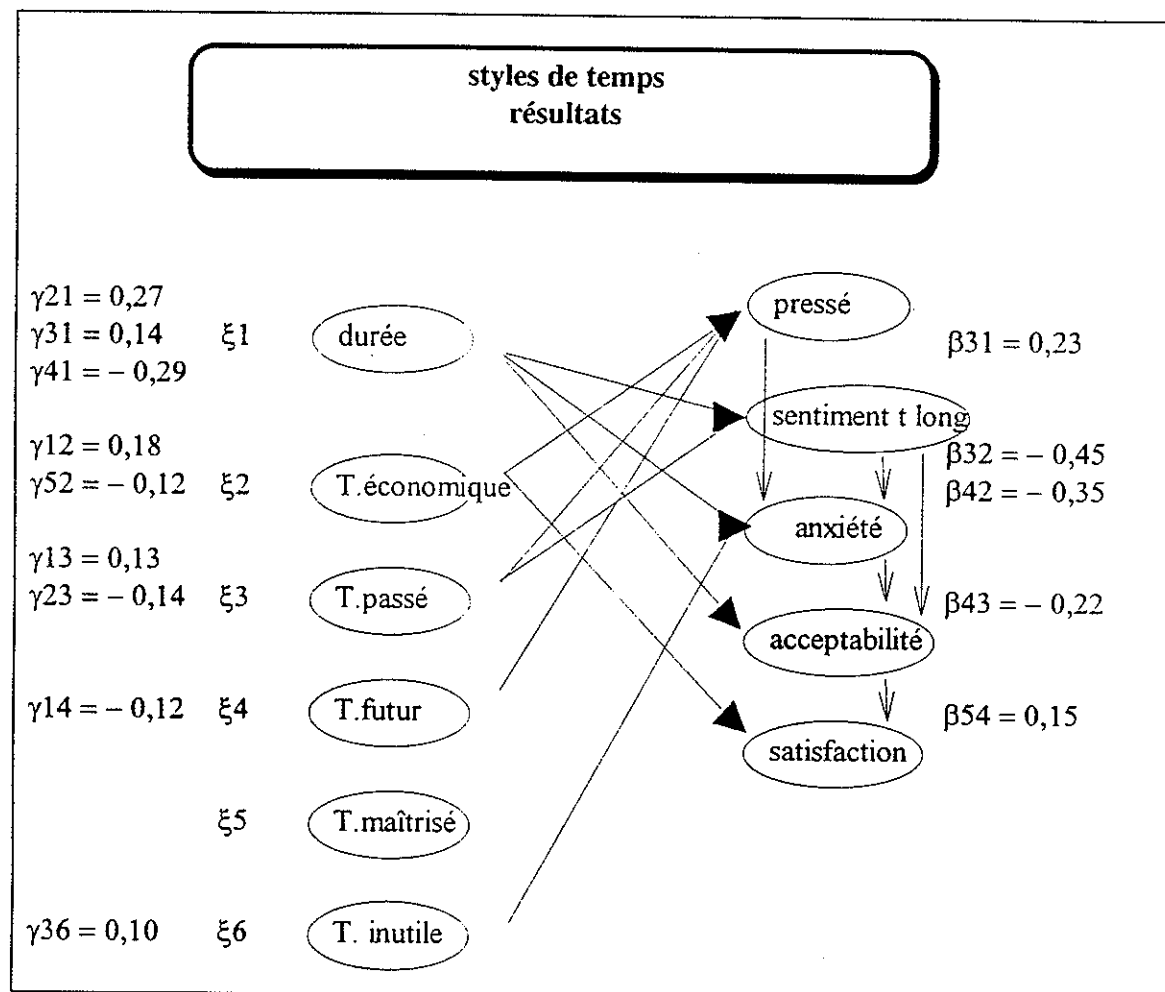 styles de temps
résultats
γ21 = 0,27
γ31 = 0,14 ξ1 durée
γ41 = − 0,29
γ12 = 0,18
γ52 = − 0,12 ξ2 T.économique
γ13 = 0,13
γ23 = − 0,14 ξ3 T.passé
γ14 = − 0,12 ξ4 T.futur
ξ5 T.maîtrisé
γ36 = 0,10 ξ6 T. inutile
pressé
β31 = 0,23
sentiment t long
β32 = − 0,45
β42 = − 0,35
anxiété
β43 = − 0,22
acceptabilité
β54 = 0,15
satisfaction